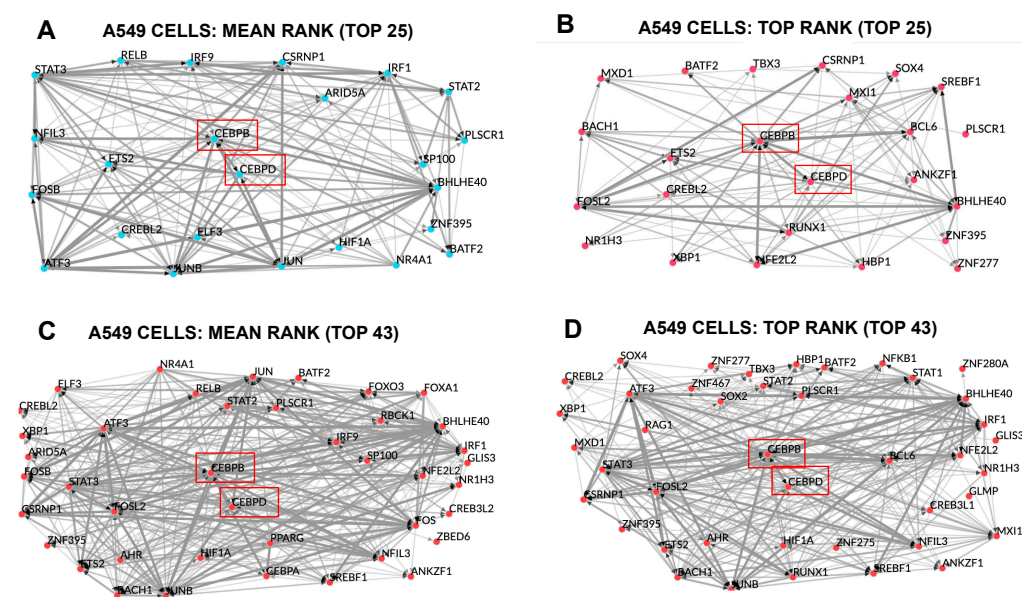 A
A549 CELLS: MEAN RANK (TOP 25)
RELB
IRF9
CSRNP1
STAT3
IRF1
STAT2
ARID5A
NFIL3
CEBPB
PLSCR1
ETS2
SP100
CEBPD
BHLHE40
FOSB
CREBL2
ELF3
ZNF395
HIF1A
BATF2
ATF3
JUNB
JUN
NR4A1
B
A549 CELLS: TOP RANK (TOP 25)
MXD1
BATF2
TBX3
CSRNP1
SOX4
SREBF1
MXI1
BACH1
CEBPB
BCL6
PLSCR1
ETS2
CEBPD
ANKZF1
CREBL2
FOSL2
BHLHE40
RUNX1
NR1H3
ZNF395
XBP1
NFE2L2
HBP1
ZNF277
C
A549 CELLS: MEAN RANK (TOP 43)
NR4A1
JUN
BATF2
ELF3
RELB
FOXO3
FOXA1
CREBL2
STAT2
PLSCR1
ATF3
RBCK1
BHLHE40
XBP1
IRF9
IRF1
ARID5A
SP100
GLIS3
FOSB
CEBPB
NFE2L2
STAT3
NR1H3
CSRNP1
FOSL2
CEBPD
CREB3L2
FOS
ZNF395
PPARG
ZBED6
AHR
HIF1A
NFIL3
ETS2
CEBPA
SREBF1
ANKZF1
BACH1
JUNB
D
A549 CELLS: TOP RANK (TOP 43)
SOX4
ZNF277
HBP1
BATF2
NFKB1
ZNF280A
CREBL2
TBX3
STAT1
ATF3
ZNF467
STAT2
PLSCR1
SOX2
BHLHE40
XBP1
IRF1
RAG1
GLIS3
MXD1
CEBPB
BCL6
NFE2L2
STAT3
NR1H3
CEBPD
CSRNP1
FOSL2
GLMP
CREB3L1
ZNF395
MXI1
ETS2
AHR
HIF1A
ZNF275
NFIL3
BACH1
RUNX1
SREBF1
ANKZF1
JUNB